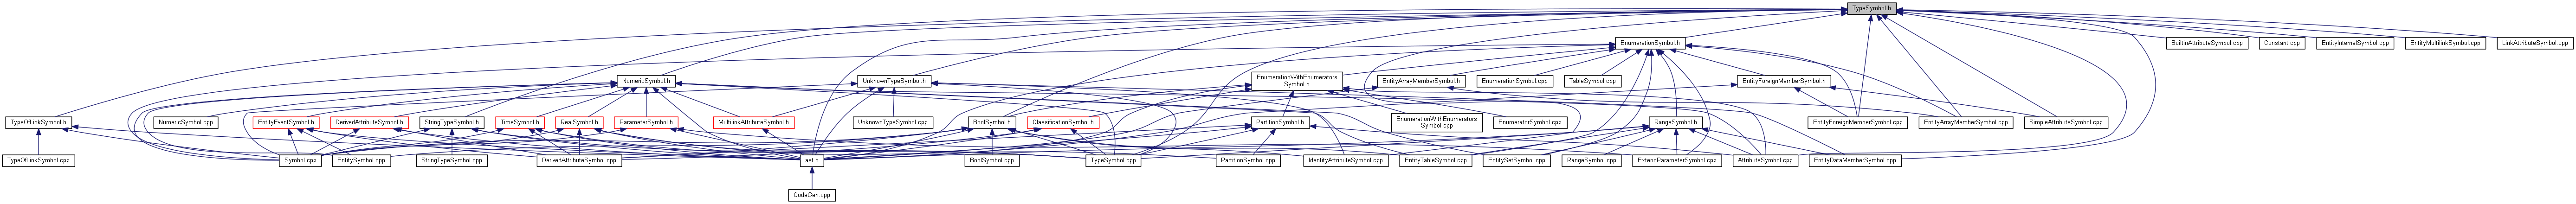 TypeSymbol.h
EnumerationSymbol.h
BuiltinAttributeSymbol.cpp
Constant.cpp
EntityInternalSymbol.cpp
EntityMultilinkSymbol.cpp
LinkAttributeSymbol.cpp
NumericSymbol.h
UnknownTypeSymbol.h
EnumerationWithEnumerators
Symbol.h
EntityArrayMemberSymbol.h
EnumerationSymbol.cpp
TableSymbol.cpp
EntityForeignMemberSymbol.h
TypeOfLinkSymbol.h
NumericSymbol.cpp
EntityEventSymbol.h
DerivedAttributeSymbol.h
StringTypeSymbol.h
TimeSymbol.h
RealSymbol.h
ParameterSymbol.h
MultilinkAttributeSymbol.h
UnknownTypeSymbol.cpp
BoolSymbol.h
ClassificationSymbol.h
PartitionSymbol.h
EnumerationWithEnumerators
Symbol.cpp
EnumeratorSymbol.cpp
RangeSymbol.h
EntityForeignMemberSymbol.cpp
EntityArrayMemberSymbol.cpp
SimpleAttributeSymbol.cpp
TypeOfLinkSymbol.cpp
Symbol.cpp
EntitySymbol.cpp
StringTypeSymbol.cpp
DerivedAttributeSymbol.cpp
ast.h
BoolSymbol.cpp
TypeSymbol.cpp
PartitionSymbol.cpp
IdentityAttributeSymbol.cpp
EntityTableSymbol.cpp
EntitySetSymbol.cpp
RangeSymbol.cpp
ExtendParameterSymbol.cpp
AttributeSymbol.cpp
EntityDataMemberSymbol.cpp
CodeGen.cpp